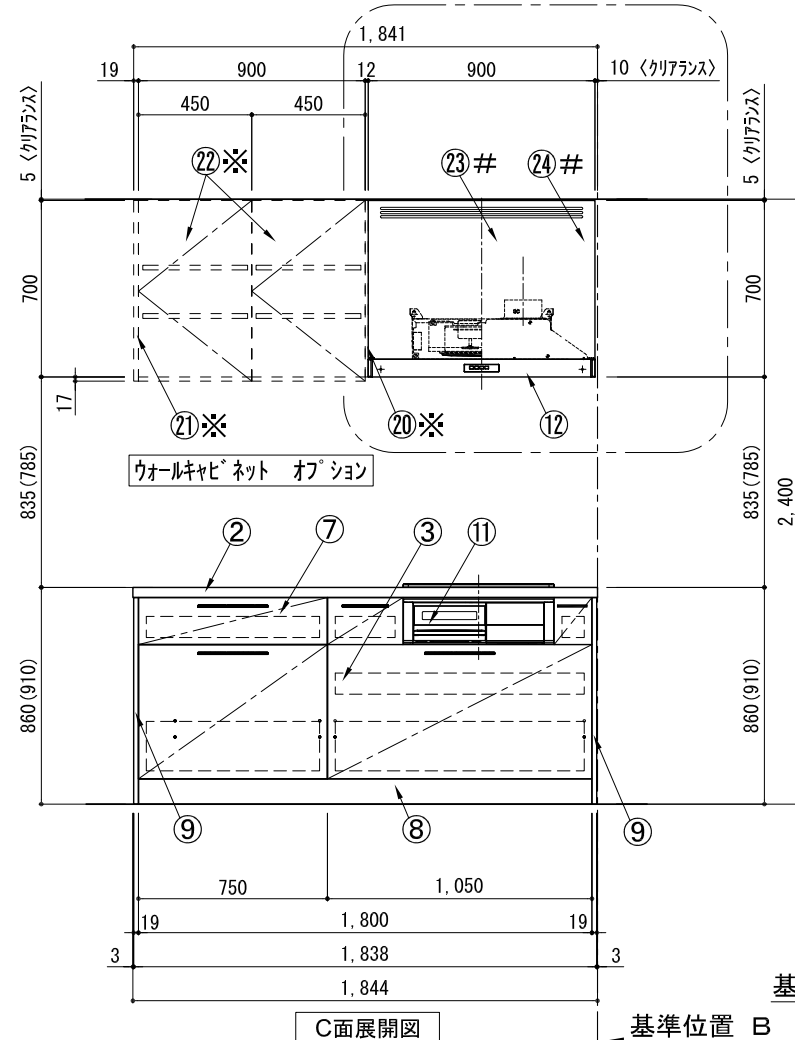 1,841
19 900 12 900 10 〈クリアランス〉
450 450
5 〈クリアランス〉
5 〈クリアランス〉
㉒※ ㉓# ㉔#
700
700
17
㉑※ ⑳※ ⑫
ウォールキャビネット オプション
835(785)
835(785)
2,400
② ⑦ ③ ⑪
860(910)
860(910)
⑨ ⑧ ⑨
750 1,050
19 1,800 19
3 1,838 3
1,844
基
C面展開図
基準位置 B